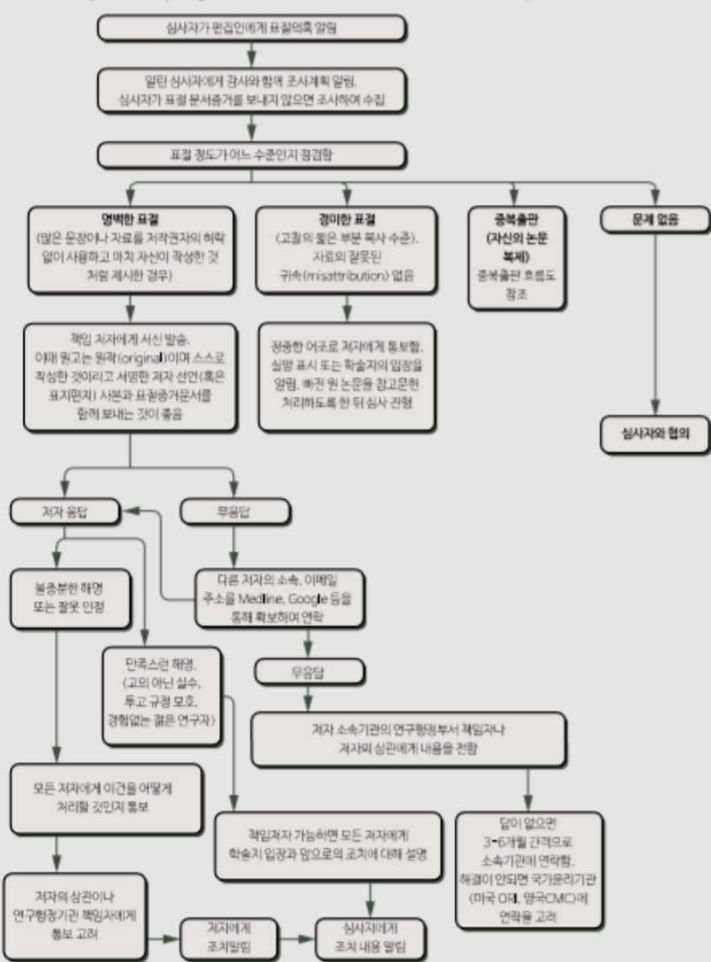 심사자가 편집인에게 표절의혹 알림
알린 심사자에게 감사와 함께 조사계획 알림.
심사자가 표절 문서증거를 보내지 않으면 조사하여 수집
표절 정도가 어느 수준인지 점검함
명백한 표절
(많은 문장이나 자료를 저작권자의 허락
없이 사용하고 마치 자신이 작성한 것
처럼 제시한 경우)
경미한 표절
(고찰의 짧은 부분 복사 수준).
자료의 잘못된
귀속(misattribution) 없음
중복출판
(자신의 논문
복제)
중복출판 흐름도
참조
문제 없음
책임 저자에게 서신 발송.
이때 원고는 원작(original)이며 스스로
작성한 것이라고 서명한 저자 선언(혹은
표지편지) 사본과 표절증거문서를
함께 보내는 것이 좋음
정중한 어조로 저자에게 통보함.
실망 표시 또는 학술지의 입장을
알림. 빠진 원 논문을 참고문헌
처리하도록 한 뒤 심사 진행
심사자와 협의
저자 응답
무응답
불충분한 해명
또는 잘못 인정
다른 저자의 소속, 이메일
주소를 Medline, Google 등을
통해 확보하여 연락
만족스런 해명.
(고의 아닌 실수,
투고 규정 모호,
경험없는 젊은 연구자)
무응답
저자 소속기관의 연구행정부서 책임자나
저자의 상관에게 내용을 전함
모든 저자에게 이건을 어떻게
처리할 것인지 통보
책임저자 가능하면 모든 저자에게
학술지 입장과 앞으로의 조치에 대해 설명
답이 없으면
3-6개월 간격으로
소속기관에 연락함.
해결이 안되면 국가윤리기관
(미국 ORI, 영국CMC)에
연락을 고려
저자의 상관이나
연구행정기관 책임자에게
통보 고려
저자에게
조치알림
심사자에게
조치 내용 알림